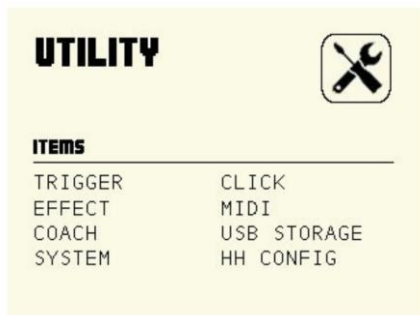 UTILITY
ITEMS
TRIGGER CLICK
EFFECT MIDI
COACH USB STORAGE
SYSTEM HH CONFIG